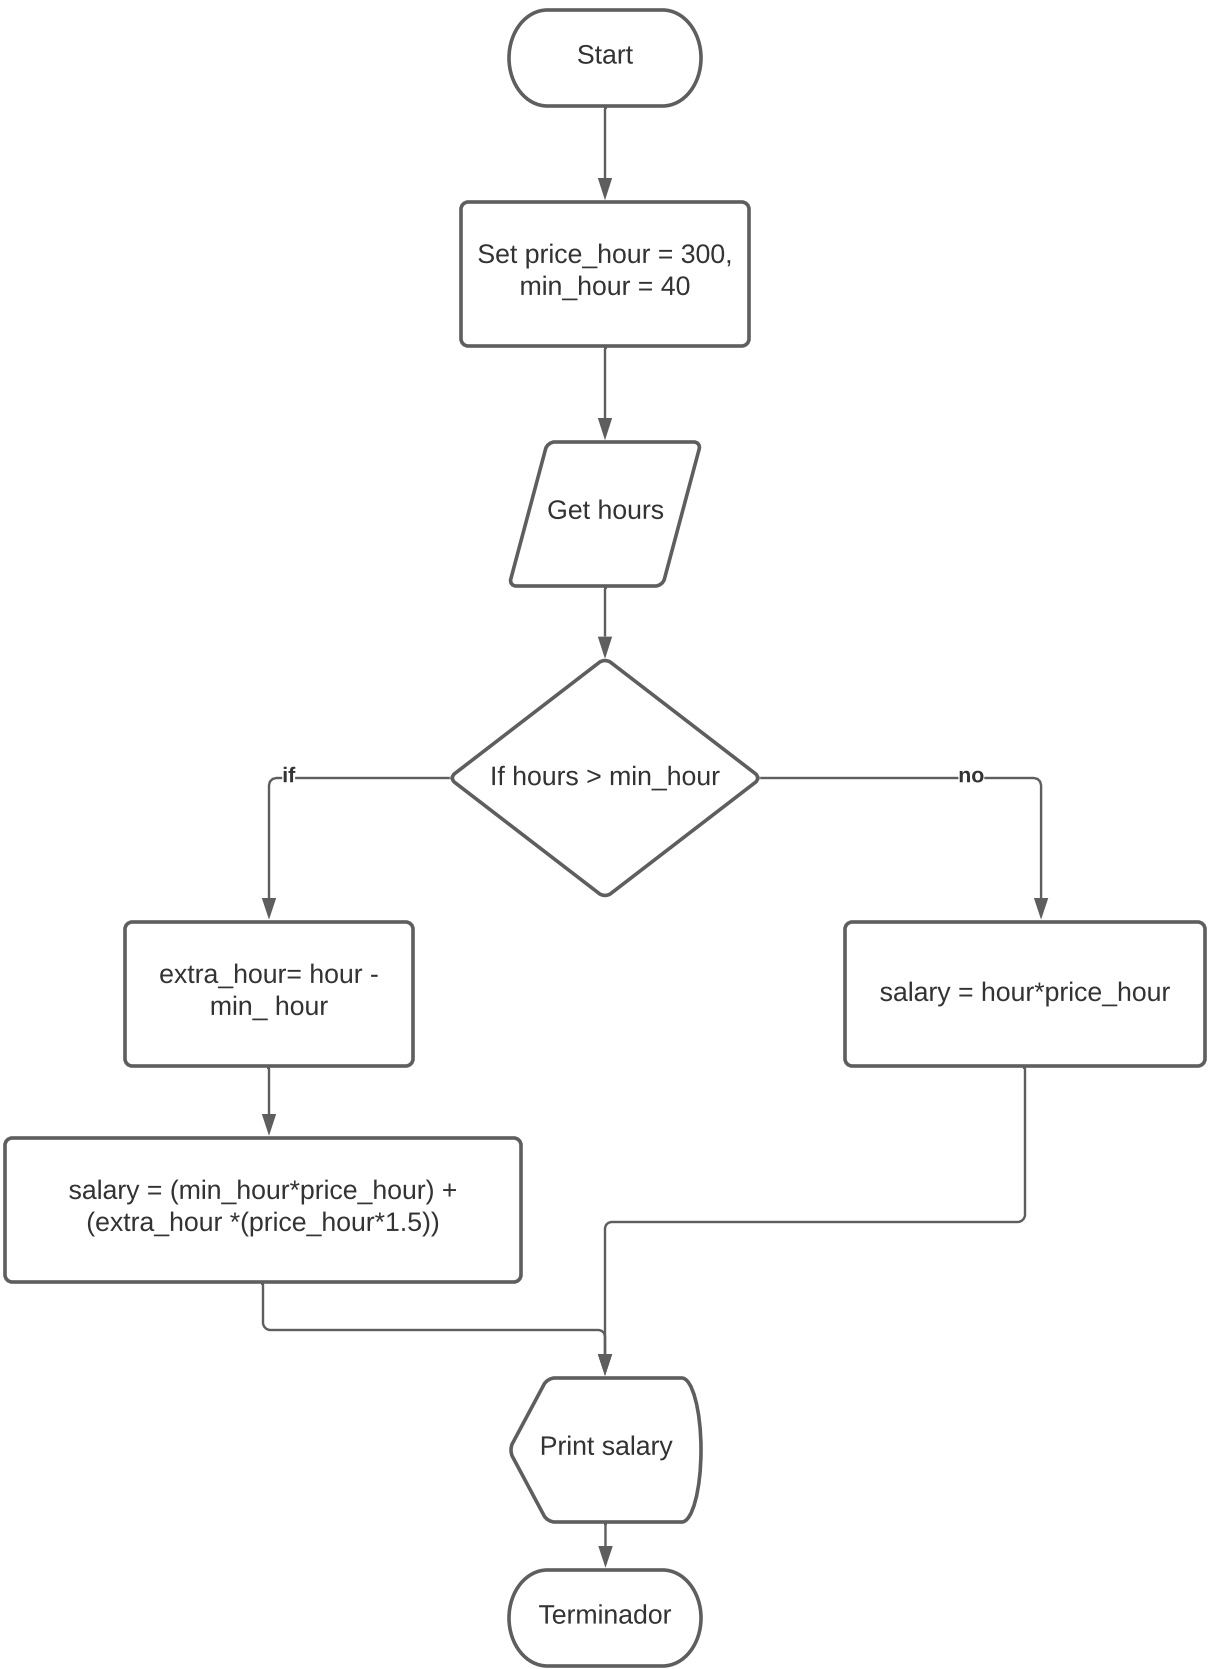 Start
Set price_hour = 300,
min_hour = 40
Get hours
If hours > min_hour
if
no
extra_hour= hour -
min_ hour
salary = hour*price_hour
salary = (min_hour*price_hour) +
(extra_hour *(price_hour*1.5))
Print salary
Terminador